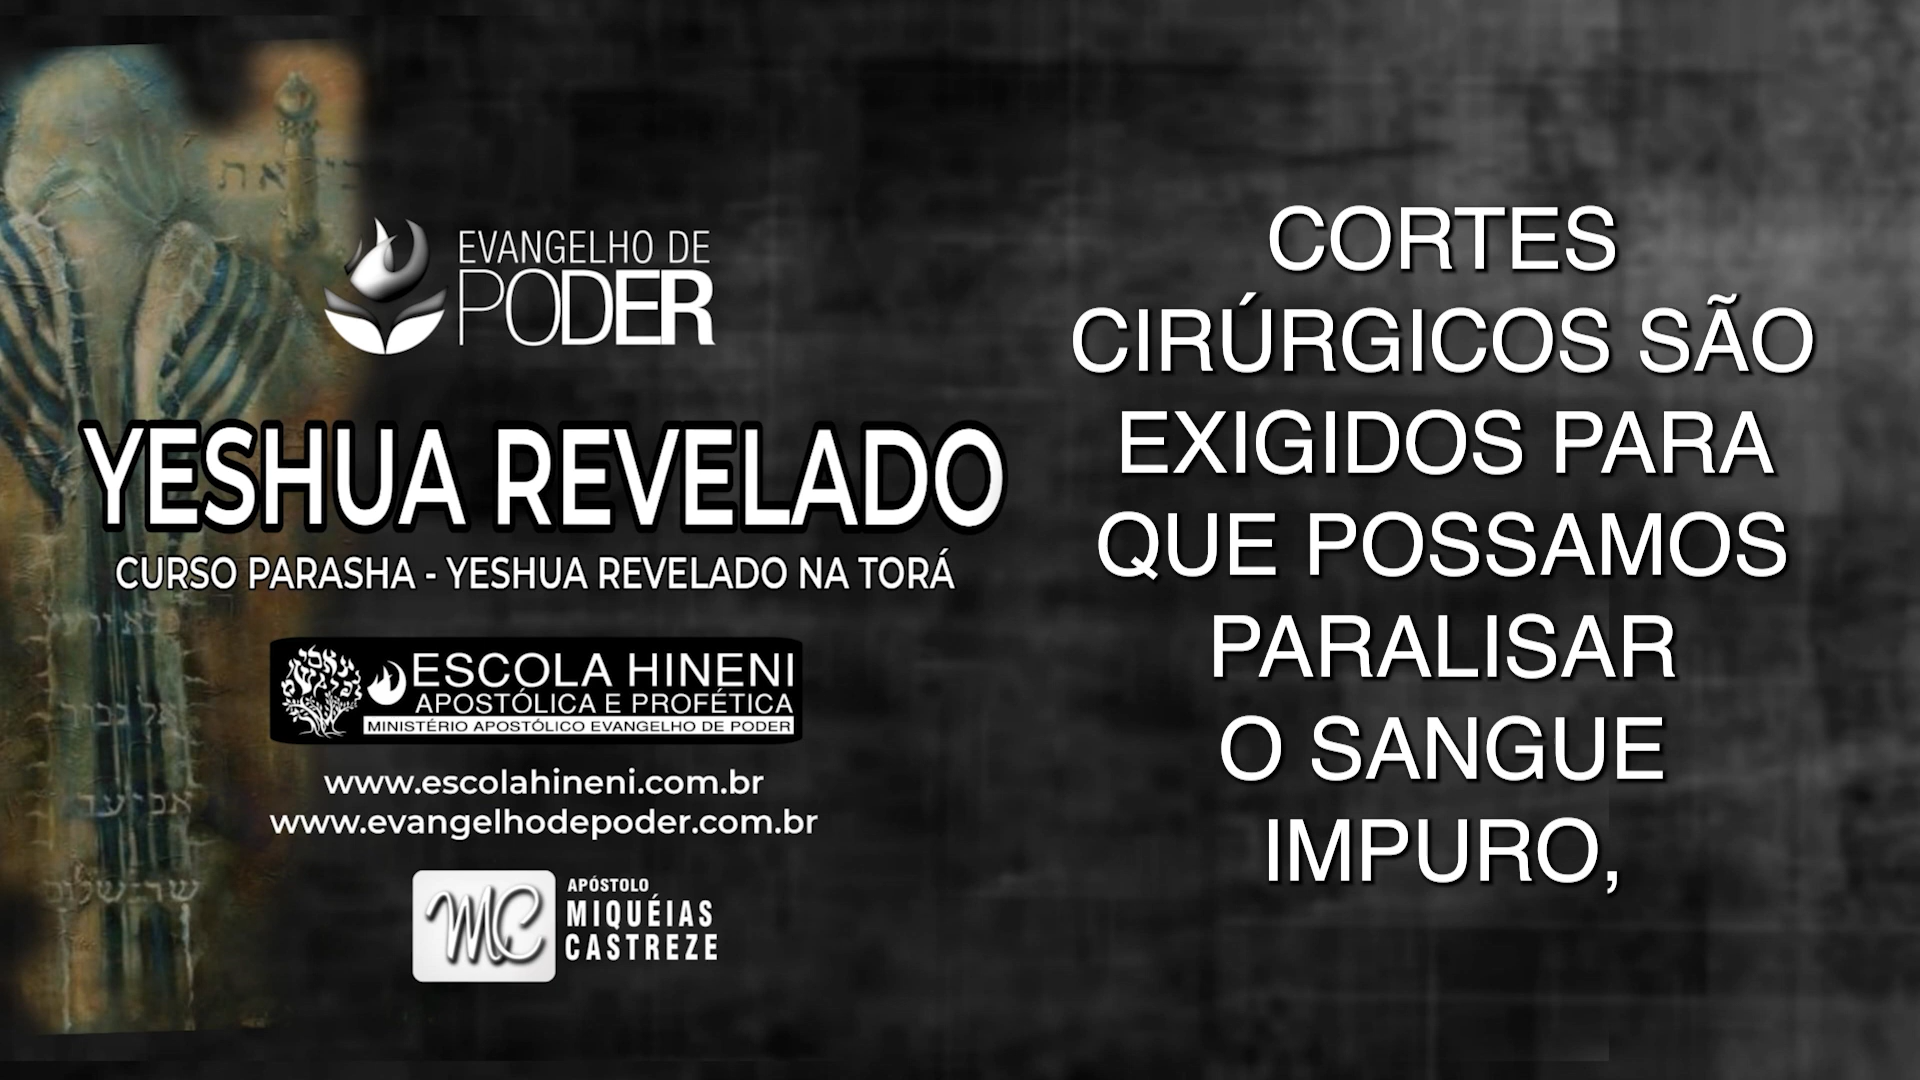 EVANGELHO DE
PODER
YESHUA REVELADO
CURSO PARASHA - YESHUA REVELADO NA TORÁ
ESCOLA HINENI
APOSTÓLICA E PROFÉTICA
MINISTÉRIO APOSTÓLICO EVANGELHO DE PODER
www.escolahineni.com.br
www.evangelhodepoder.com.br
MC
APÓSTOLO
MIQUÉIAS
CASTREZE
CORTES
CIRÚRGICOS SÃO
EXIGIDOS PARA
QUE POSSAMOS
PARALISAR
O SANGUE
IMPURO,